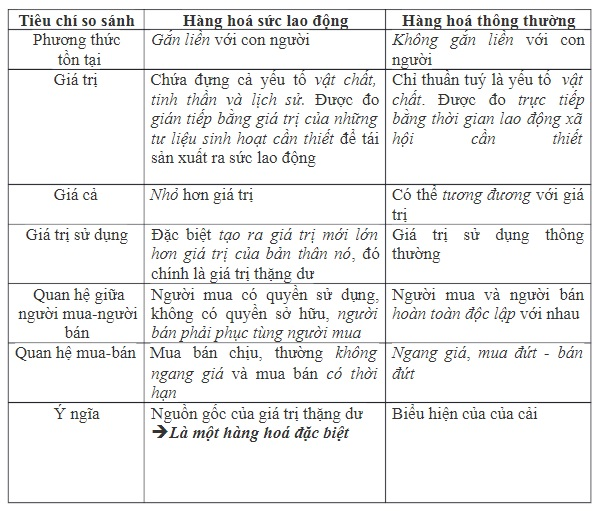 Tiêu chí so sánh
Hàng hoá sức lao động
Hàng hoá thông thường
Phương thức
tồn tại
Gắn liền với con người
Không gắn liền với con
người
Giá trị
Chứa đựng cả yếu tố vật chất,
tinh thần và lịch sử. Được đo
gián tiếp bằng giá trị của những
tư liệu sinh hoạt cần thiết để tái
sản xuất ra sức lao động
Chỉ thuần tuý là yếu tố vật
chất. Được đo trực tiếp
bằng thời gian lao động xã
hội cần thiết
Giá cả
Nhỏ hơn giá trị
Có thể tương đương với giá
trị
Giá trị sử dụng
Đặc biệt tạo ra giá trị mới lớn
hơn giá trị của bản thân nó, đó
chính là giá trị thặng dư
Giá trị sử dụng thông
thường
Quan hệ giữa
người mua-người
bán
Người mua có quyền sử dụng,
không có quyền sở hữu, người
bán phải phục tùng người mua
Người mua và người bán
hoàn toàn độc lập với nhau
Quan hệ mua-bán
Mua bán chịu, thường không
ngang giá và mua bán có thời
hạn
Ngang giá, mua đứt - bán
đứt
Ý ngĩa
Nguồn gốc của giá trị thặng dư
➔Là một hàng hoá đặc biệt
Biểu hiện của của cải